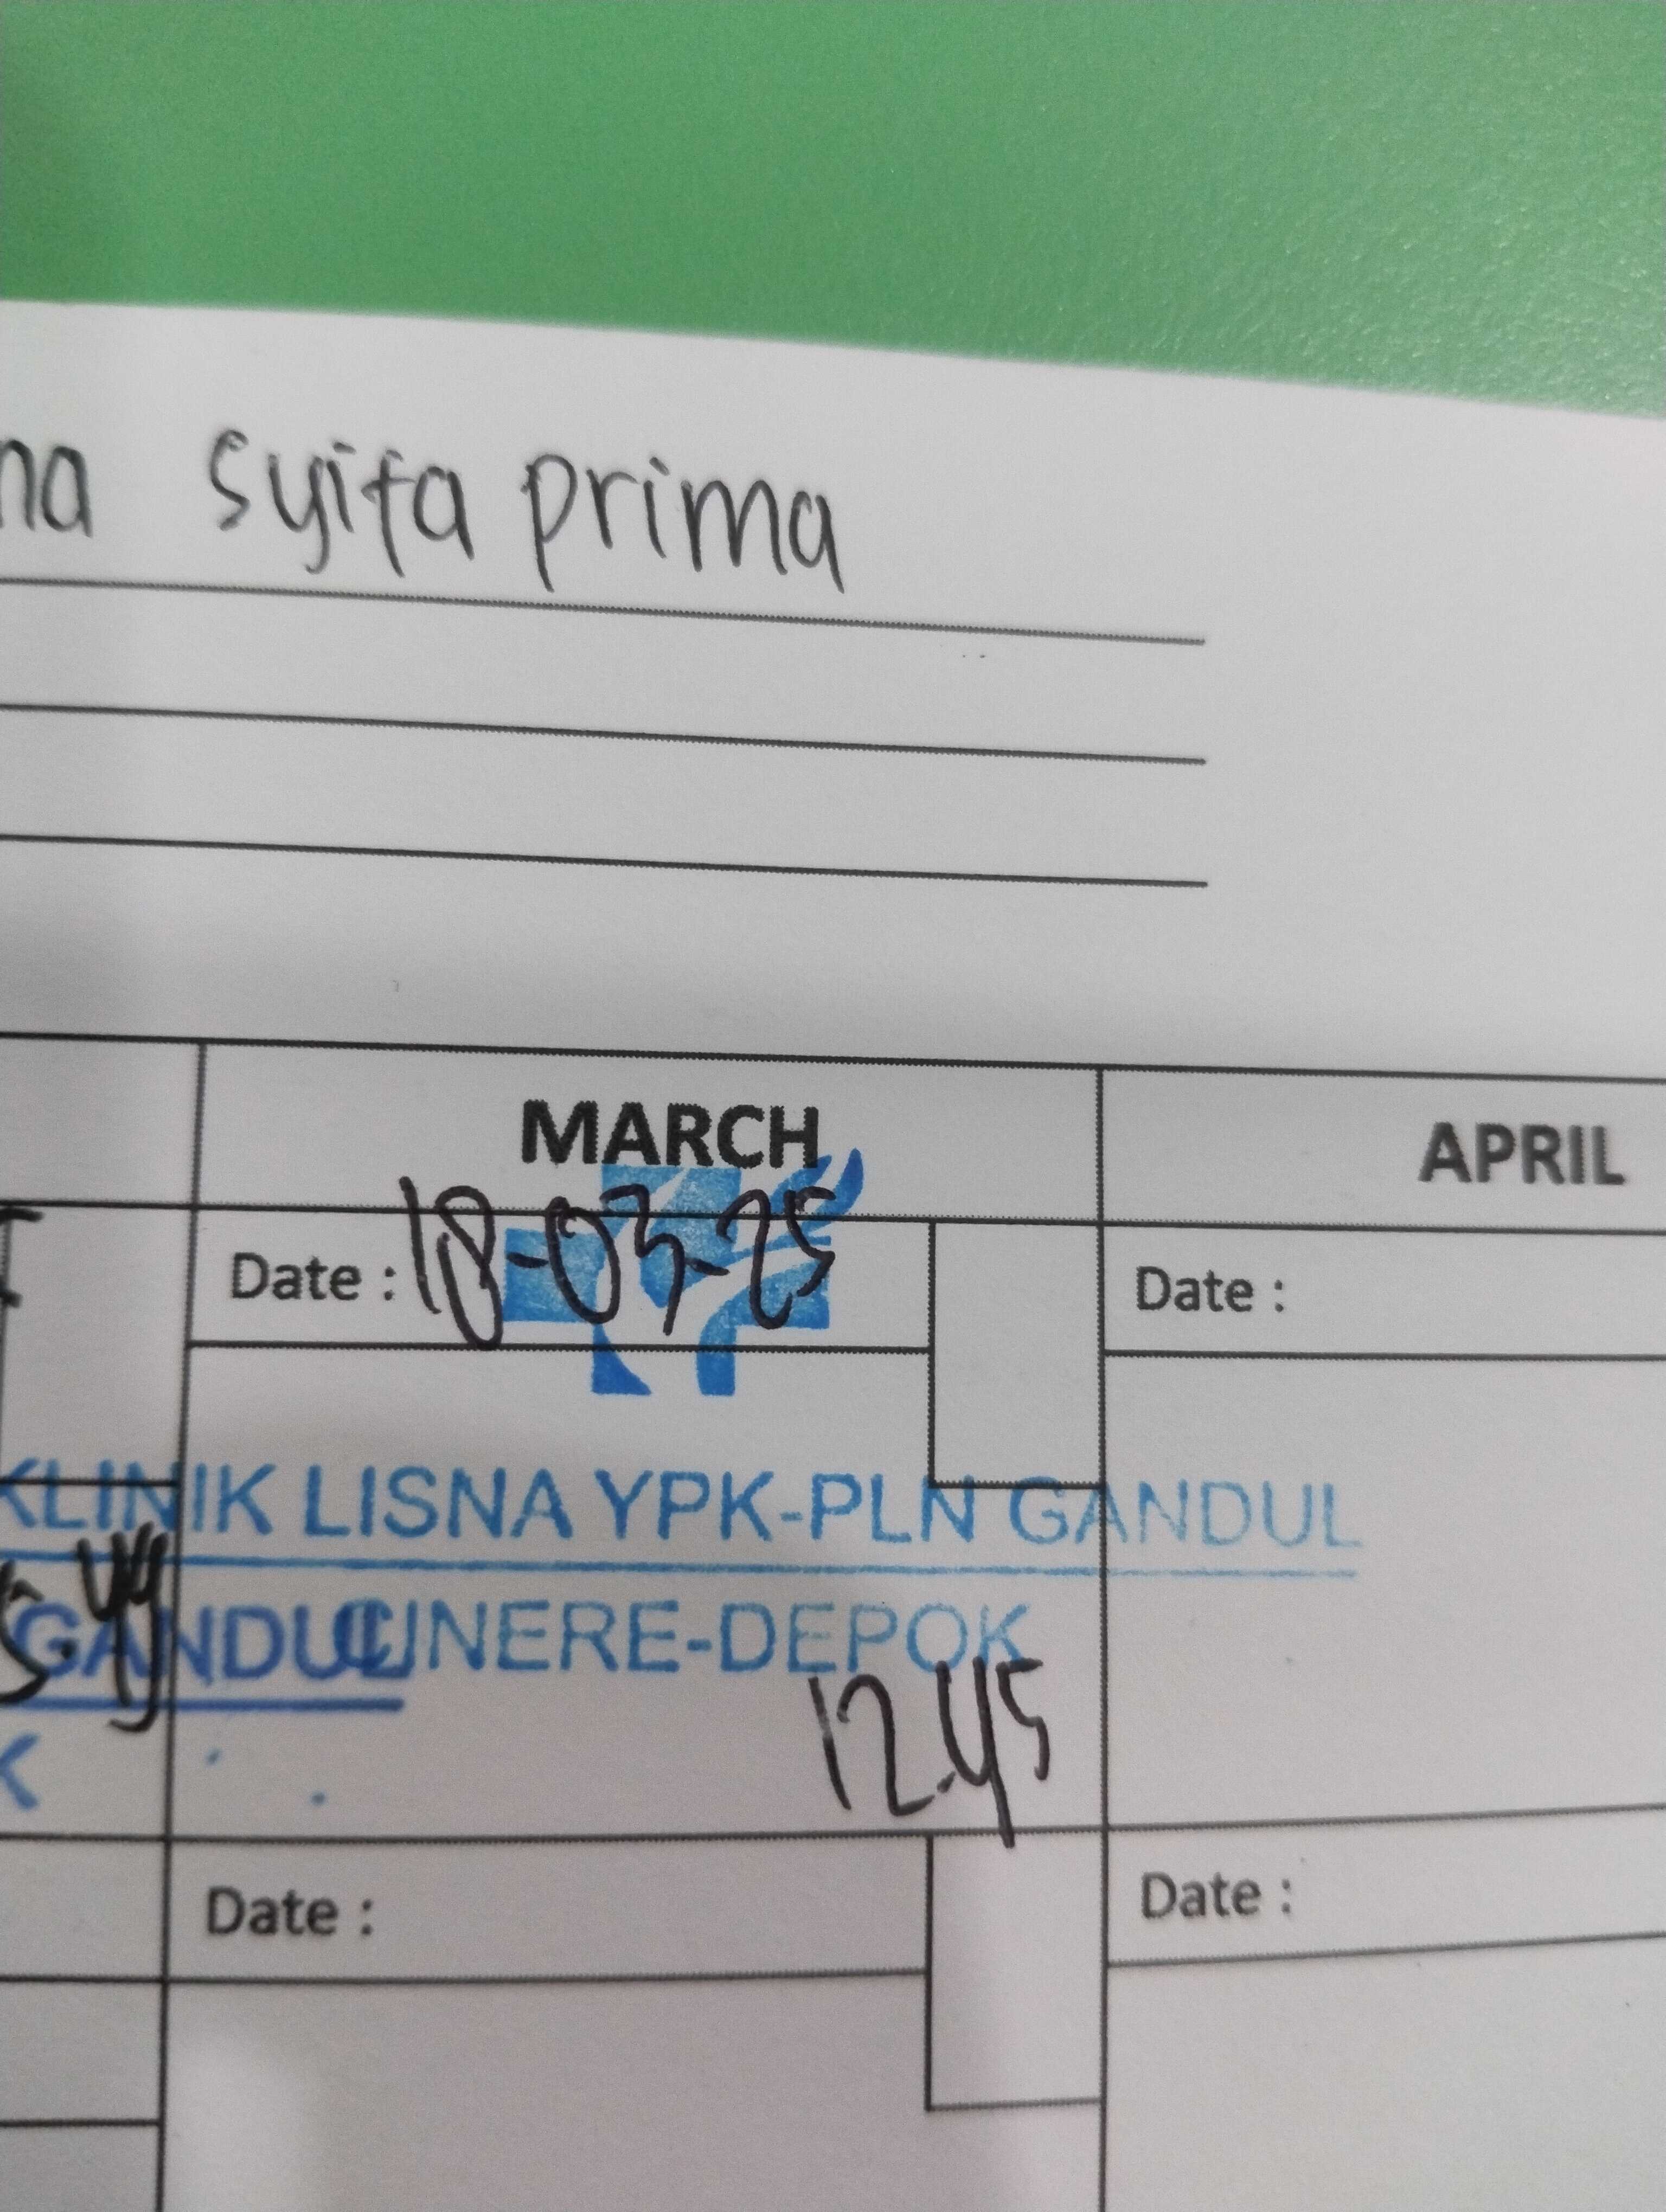 na syifa prima
MARCH
APRIL
Date : 18-03-25
Date :
KLINIK LISNA YPK-PLN GANDUL
CINERE-DEPOK
GANDUL
K
12.45
Date :
Date :